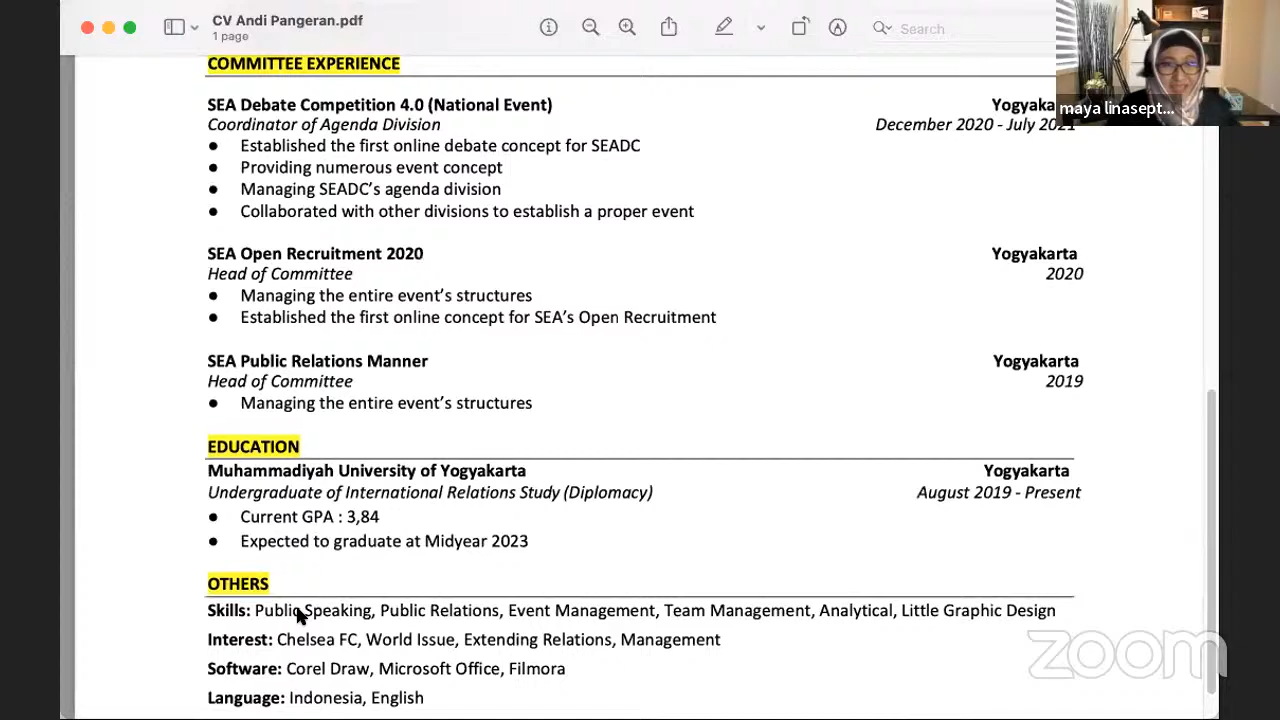 CV Andi Pangeran.pdf
1 page
Search
maya linasept...
COMMITTEE EXPERIENCE
SEA Debate Competition 4.0 (National Event) Yogyaka
Coordinator of Agenda Division December 2020 - July 2021
● Established the first online debate concept for SEADC
● Providing numerous event concept
● Managing SEADC's agenda division
● Collaborated with other divisions to establish a proper event
SEA Open Recruitment 2020 Yogyakarta
Head of Committee 2020
● Managing the entire event's structures
● Established the first online concept for SEA's Open Recruitment
SEA Public Relations Manner Yogyakarta
Head of Committee 2019
● Managing the entire event's structures
EDUCATION
Muhammadiyah University of Yogyakarta Yogyakarta
Undergraduate of International Relations Study (Diplomacy) August 2019 - Present
● Current GPA : 3,84
● Expected to graduate at Midyear 2023
OTHERS
Skills: Public Speaking, Public Relations, Event Management, Team Management, Analytical, Little Graphic Design
Interest: Chelsea FC, World Issue, Extending Relations, Management
Software: Corel Draw, Microsoft Office, Filmora
Language: Indonesia, English
zoom